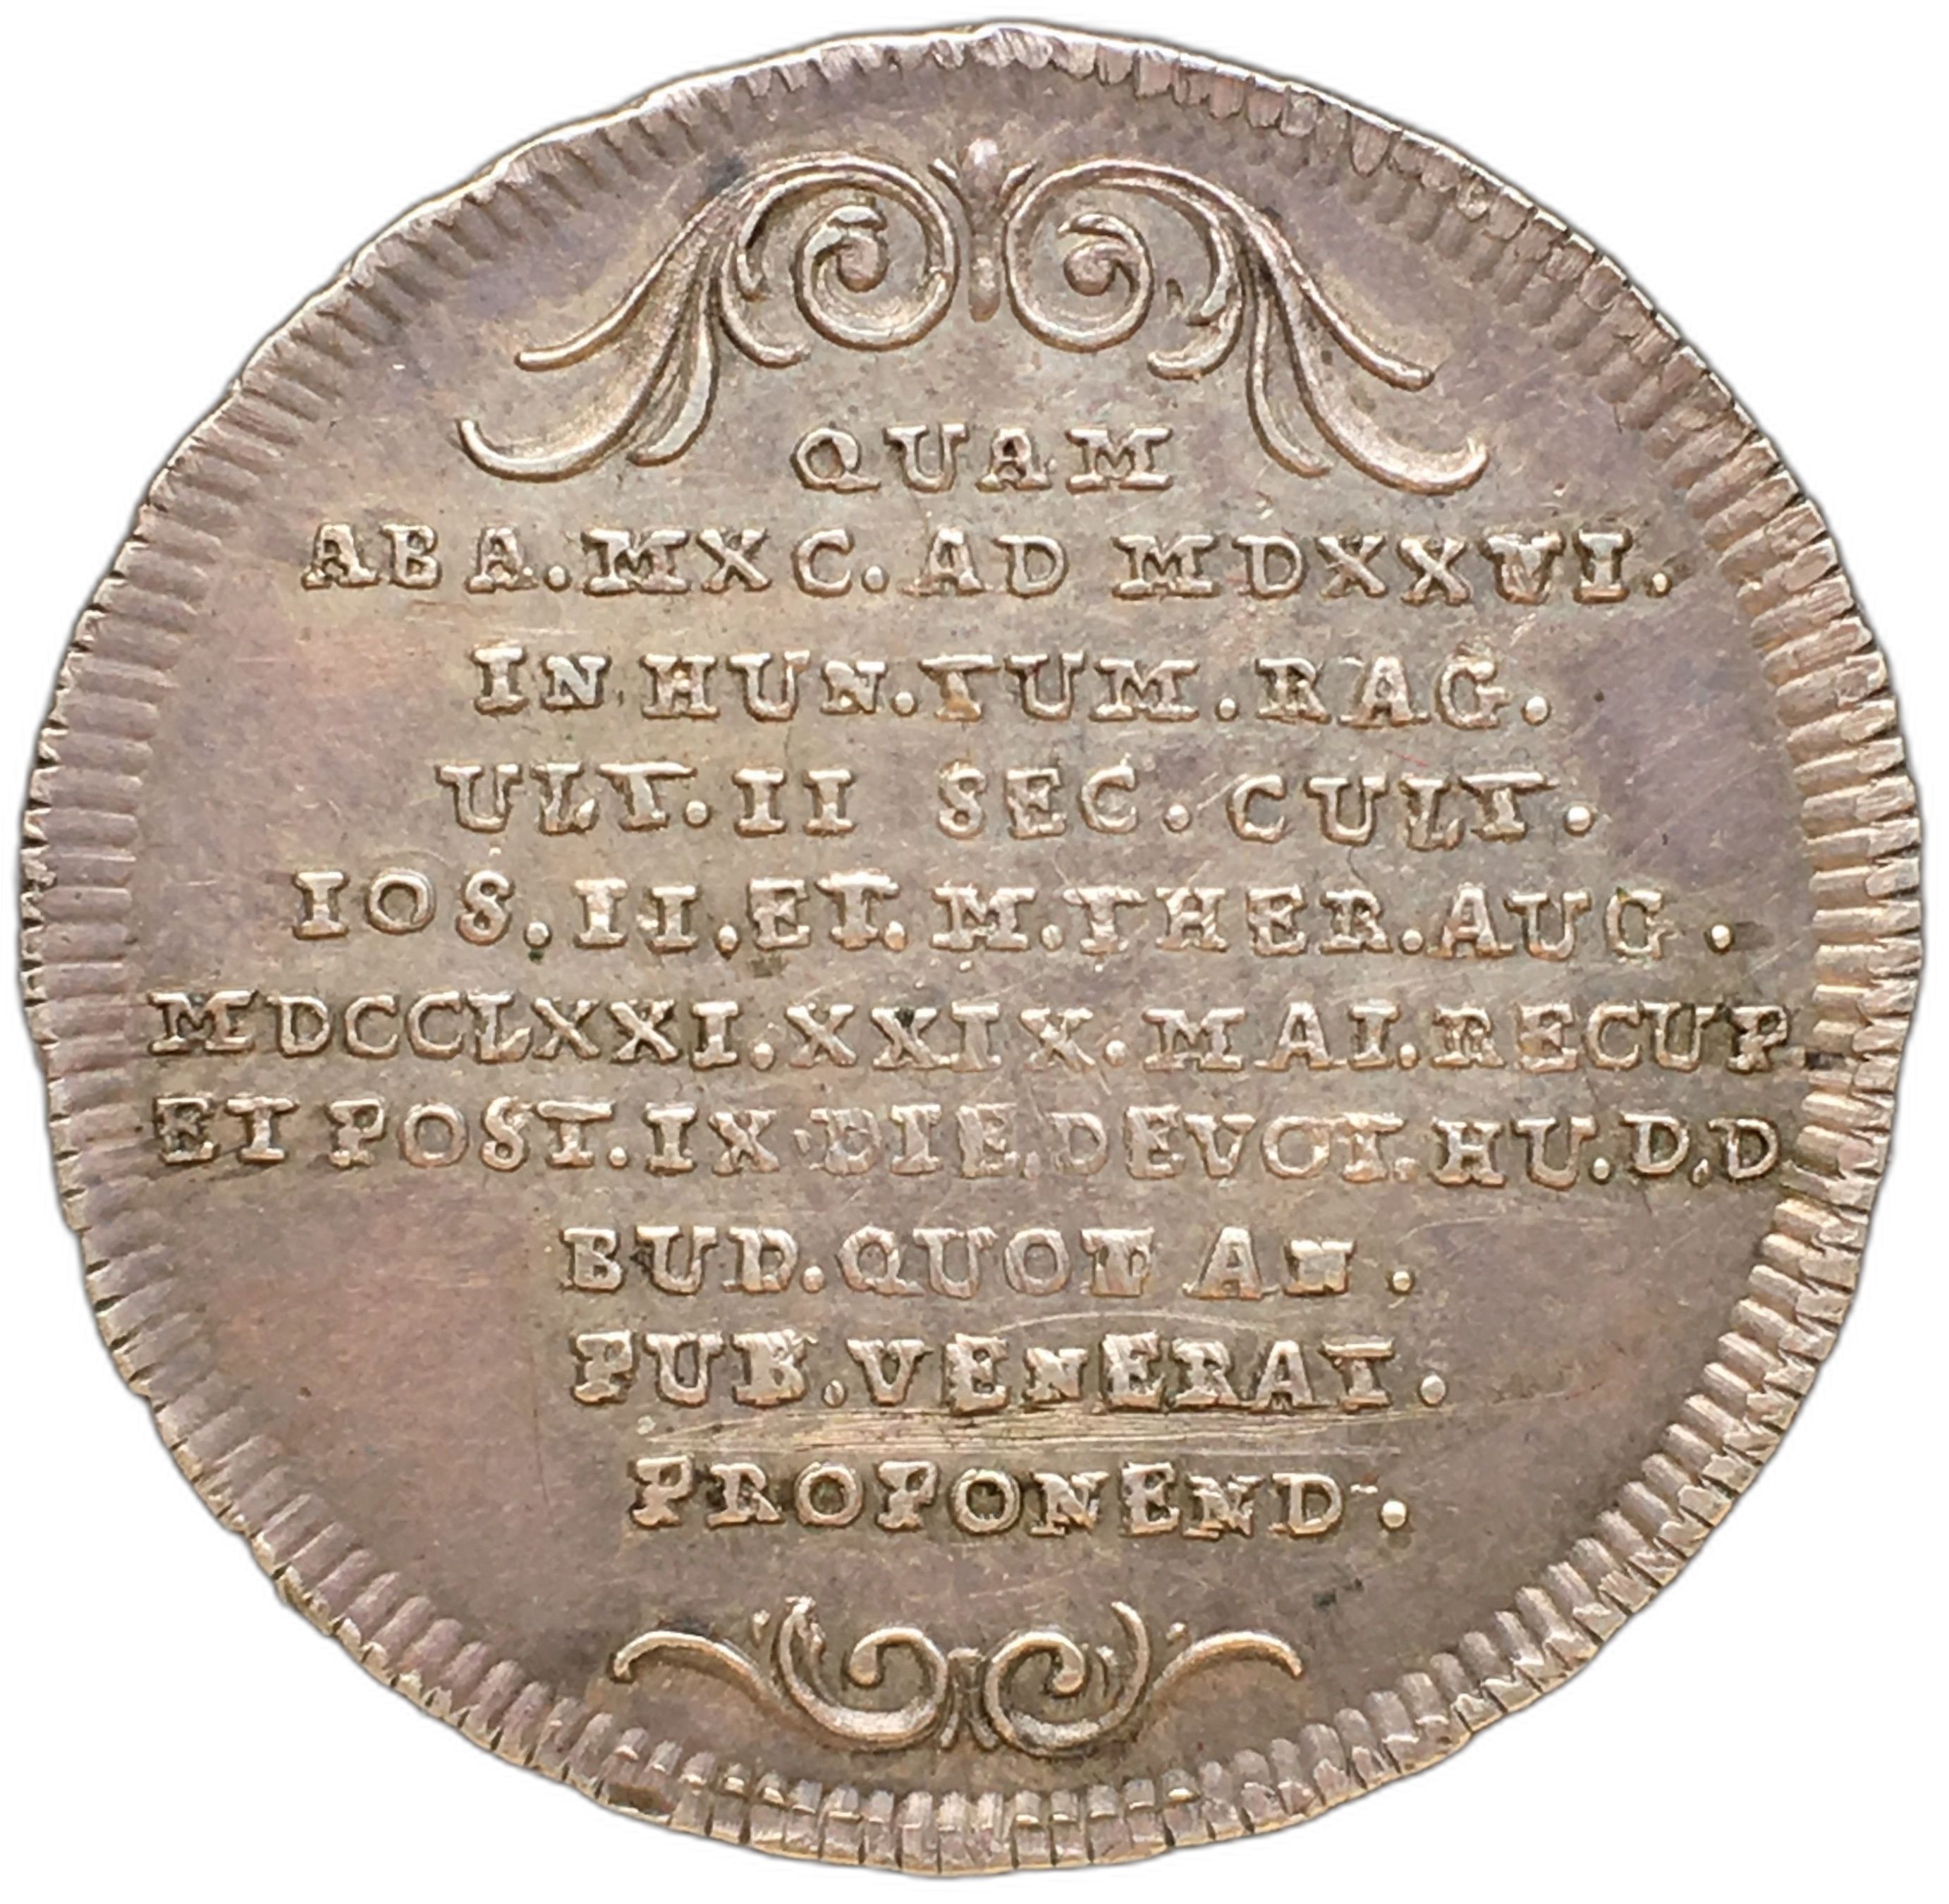 QUAM
AB A.MXC.AD MDXXVI.
IN HUN.TUM.RAG.
ULT.II SEC.CULT.
IOS.II.ET.M.THER.AUG.
MDCCLXXI.XXIX.MAI.RECUP.
ET POST.IX.DIE.DEVOT.HU.D.D
BUD.QUOT AN.
PUB.VENERAT.
PROPONEND.